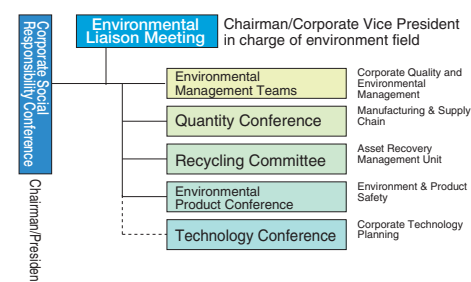 Corporate Social
Responsibility Conference
Chairman/Presiden
Environmental
Liaison Meeting
Chairman/Corporate Vice President
in charge of environment field
Environmental
Management Teams
Corporate Quality and
Environmental
Management
Quantity Conference
Manufacturing & Supply
Chain
Recycling Committee
Asset Recovery
Management Unit
Environmental
Product Conference
Environment & Product
Safety
Technology Conference
Corporate Technology
Planning